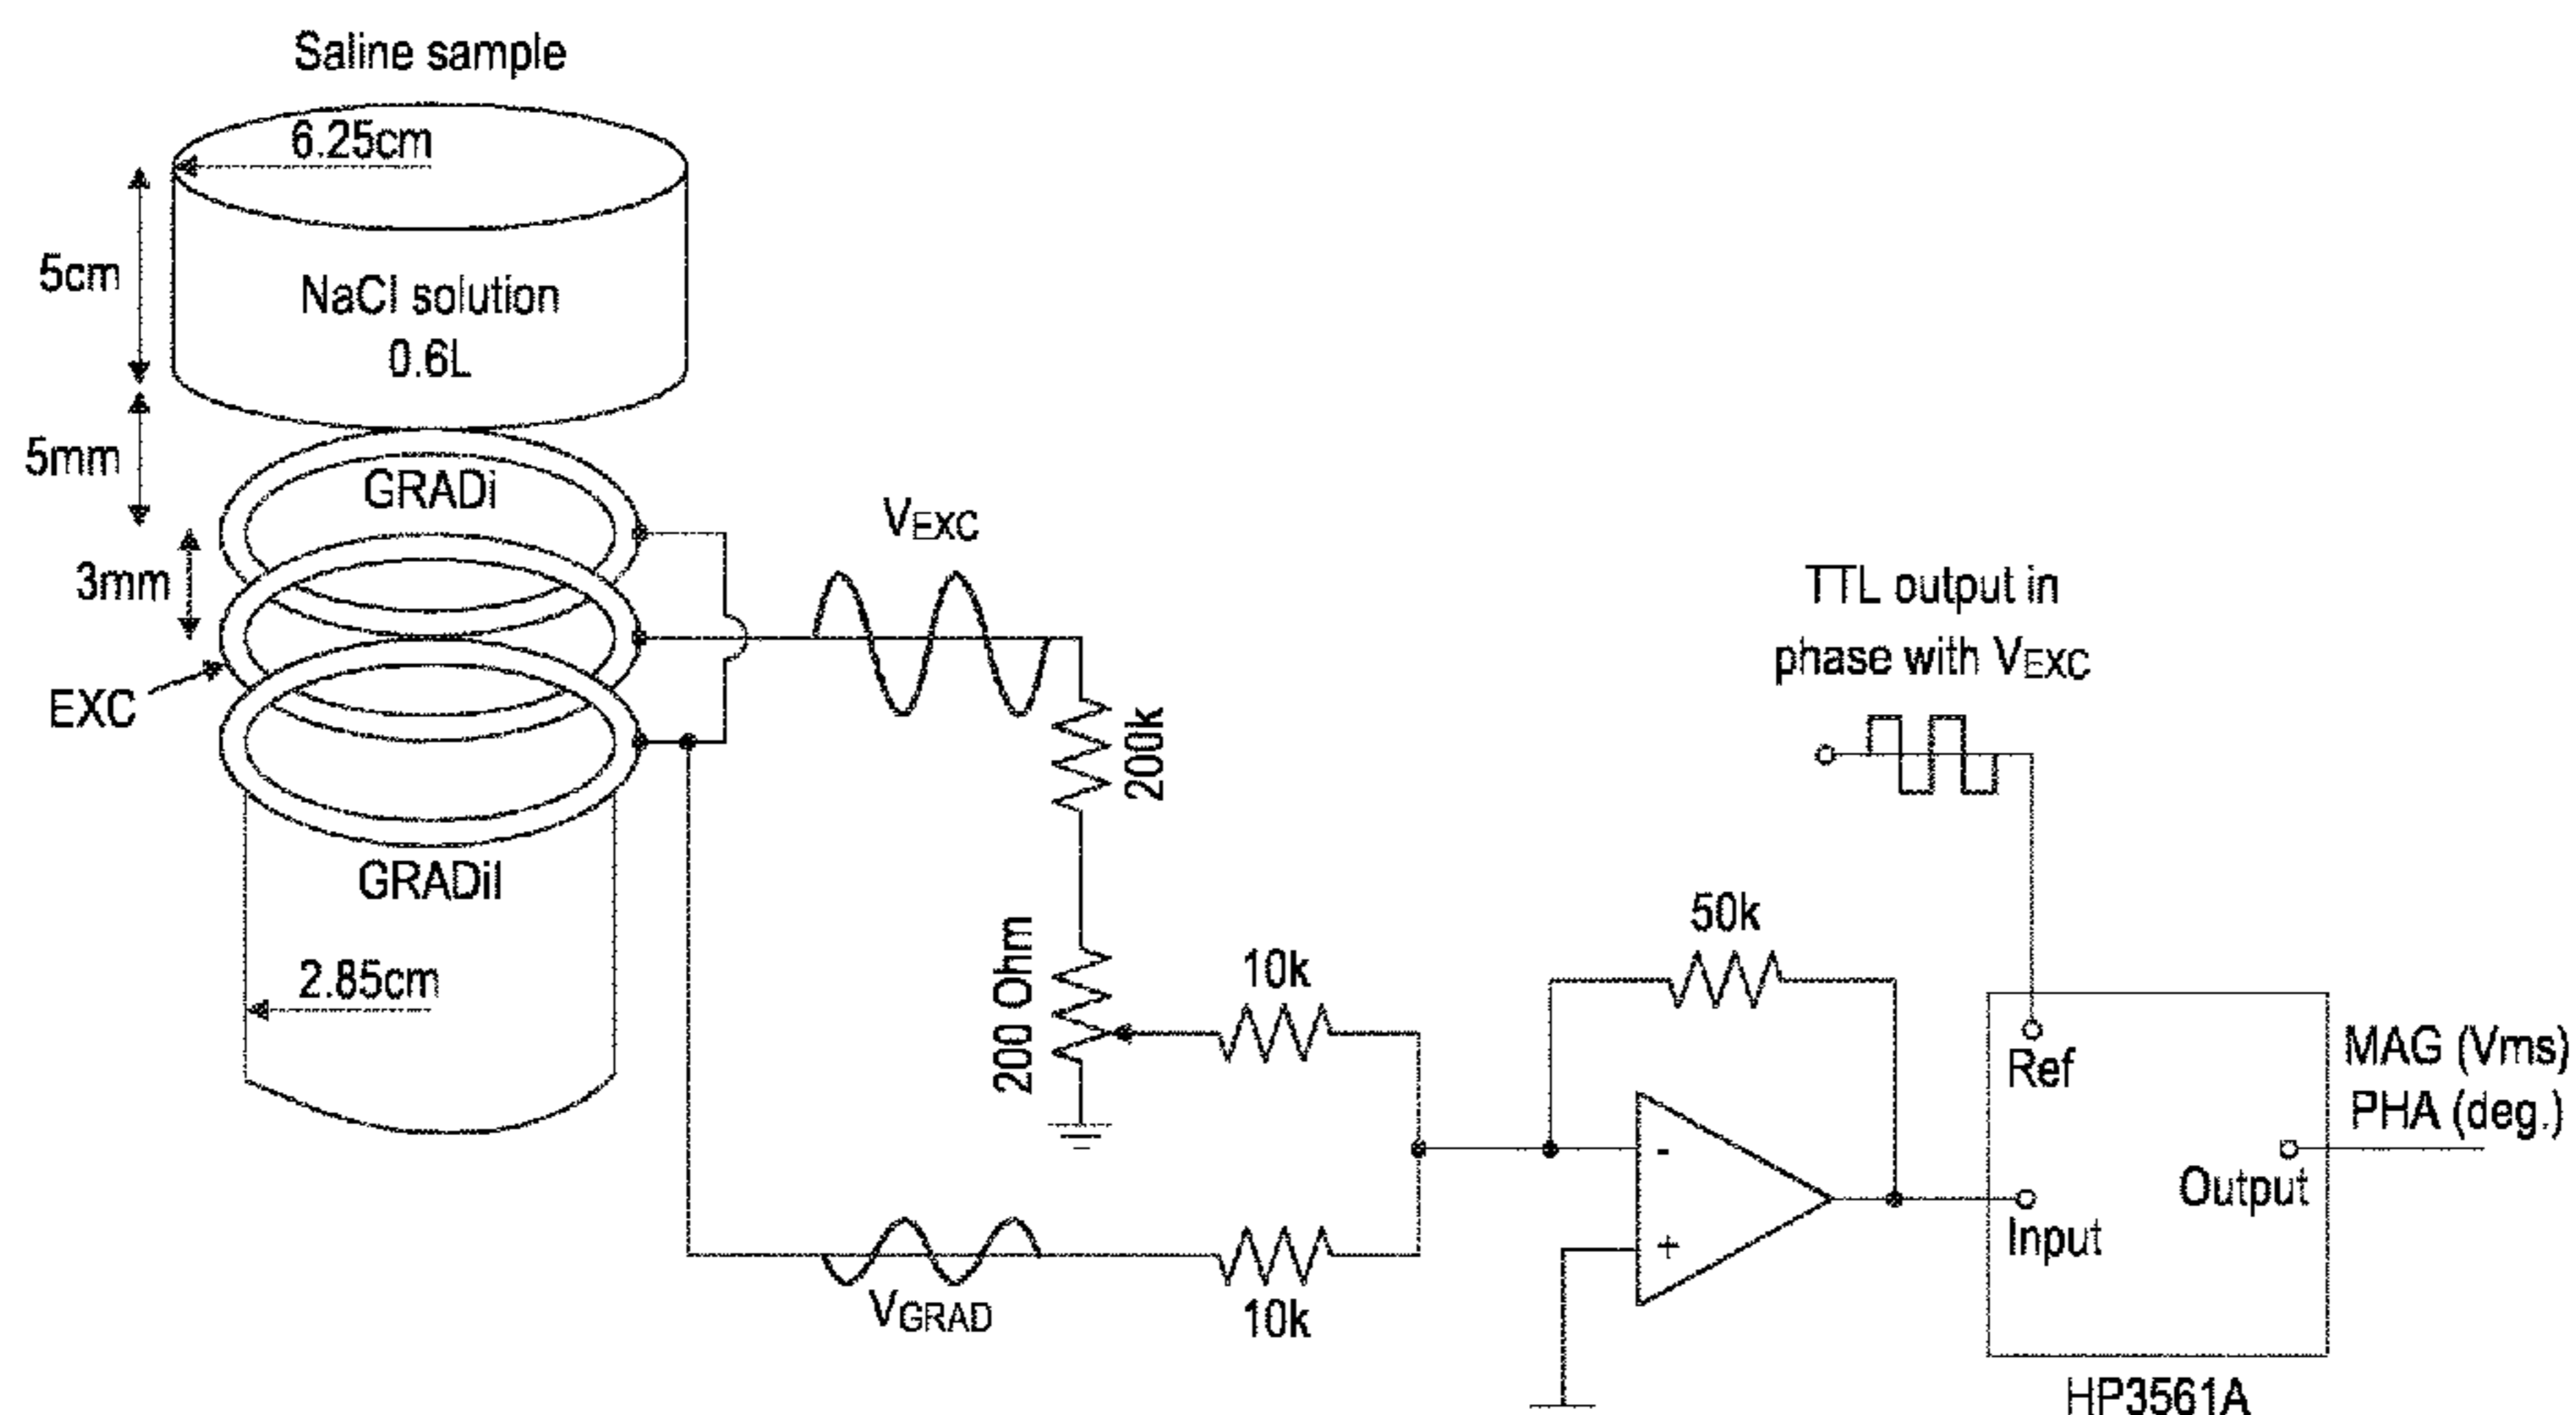 Saline sample
6.25cm
5cm
NaCl solution
0.6L
5mm
GRADi
3mm
EXC
GRADiI
2.85cm
VEXC
200k
200 Ohm
10k
VGRAD
10k
50k
TTL output in
phase with VEXC
-
+
Ref
Input
Output
HP3561A
MAG (Vms)
PHA (deg.)